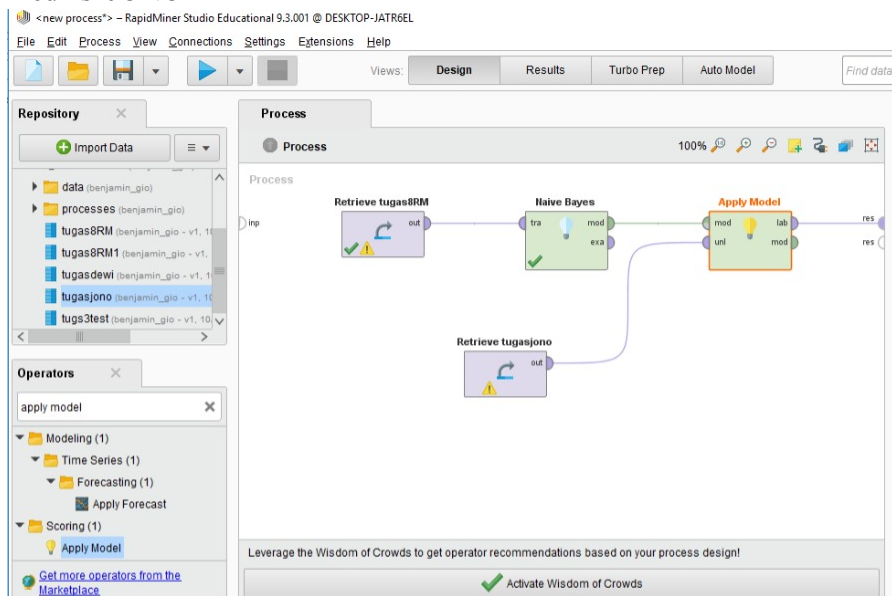 <new process*> – RapidMiner Studio Educational 9.3.001 @ DESKTOP-JATR6EL
File Edit Process View Connections Settings Extensions Help
Views: Design Results Turbo Prep Auto Model Find data
Repository
Import Data
data (benjamin_gio)
processes (benjamin_gio)
tugas8RM (benjamin_gio - v1, 10
tugas8RM1 (benjamin_gio - v1,
tugasdewi (benjamin_gio - v1, 1
tugasjono (benjamin_gio - v1, 10
tugs3test (benjamin_gio - v1, 10
Operators
apply model
Modeling (1)
Time Series (1)
Forecasting (1)
Apply Forecast
Scoring (1)
Apply Model
Get more operators from the
Marketplace
Process
Process 100%
Process
inp
Retrieve tugas8RM
out
Naive Bayes
tra mod
exa
Apply Model
mod lab
unl mod
res
res
Retrieve tugasjono
out
Leverage the Wisdom of Crowds to get operator recommendations based on your process design!
Activate Wisdom of Crowds